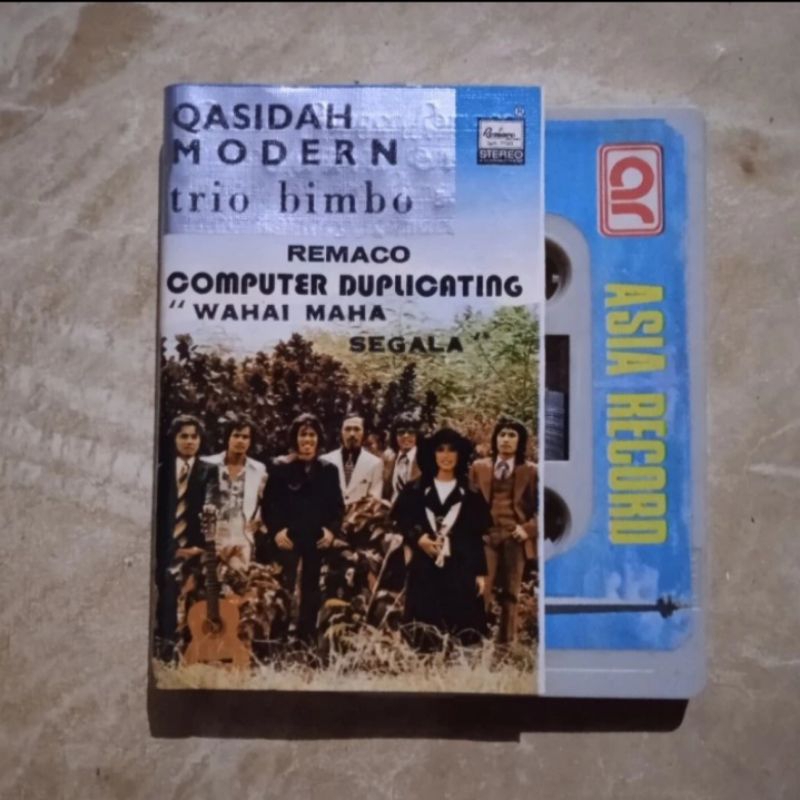 QASIDAH
MODERN
trio bimbo
Remaco
STEREO
REMACO
COMPUTER DUPLICATING
“WAHAI MAHA
SEGALA”
ar
ASIA RECORD